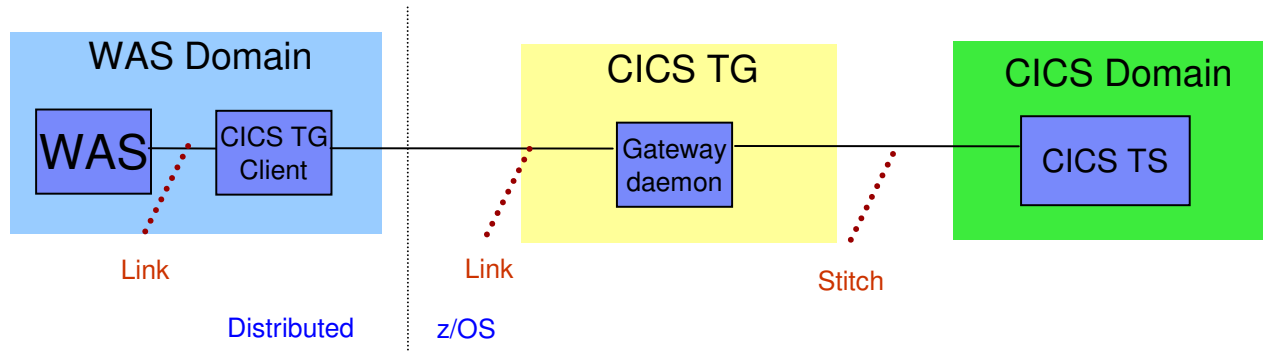 WAS Domain
CICS TG
CICS Domain
WAS
CICS TG
Client
Gateway
daemon
CICS TS
Link
Link
Stitch
Distributed
z/OS